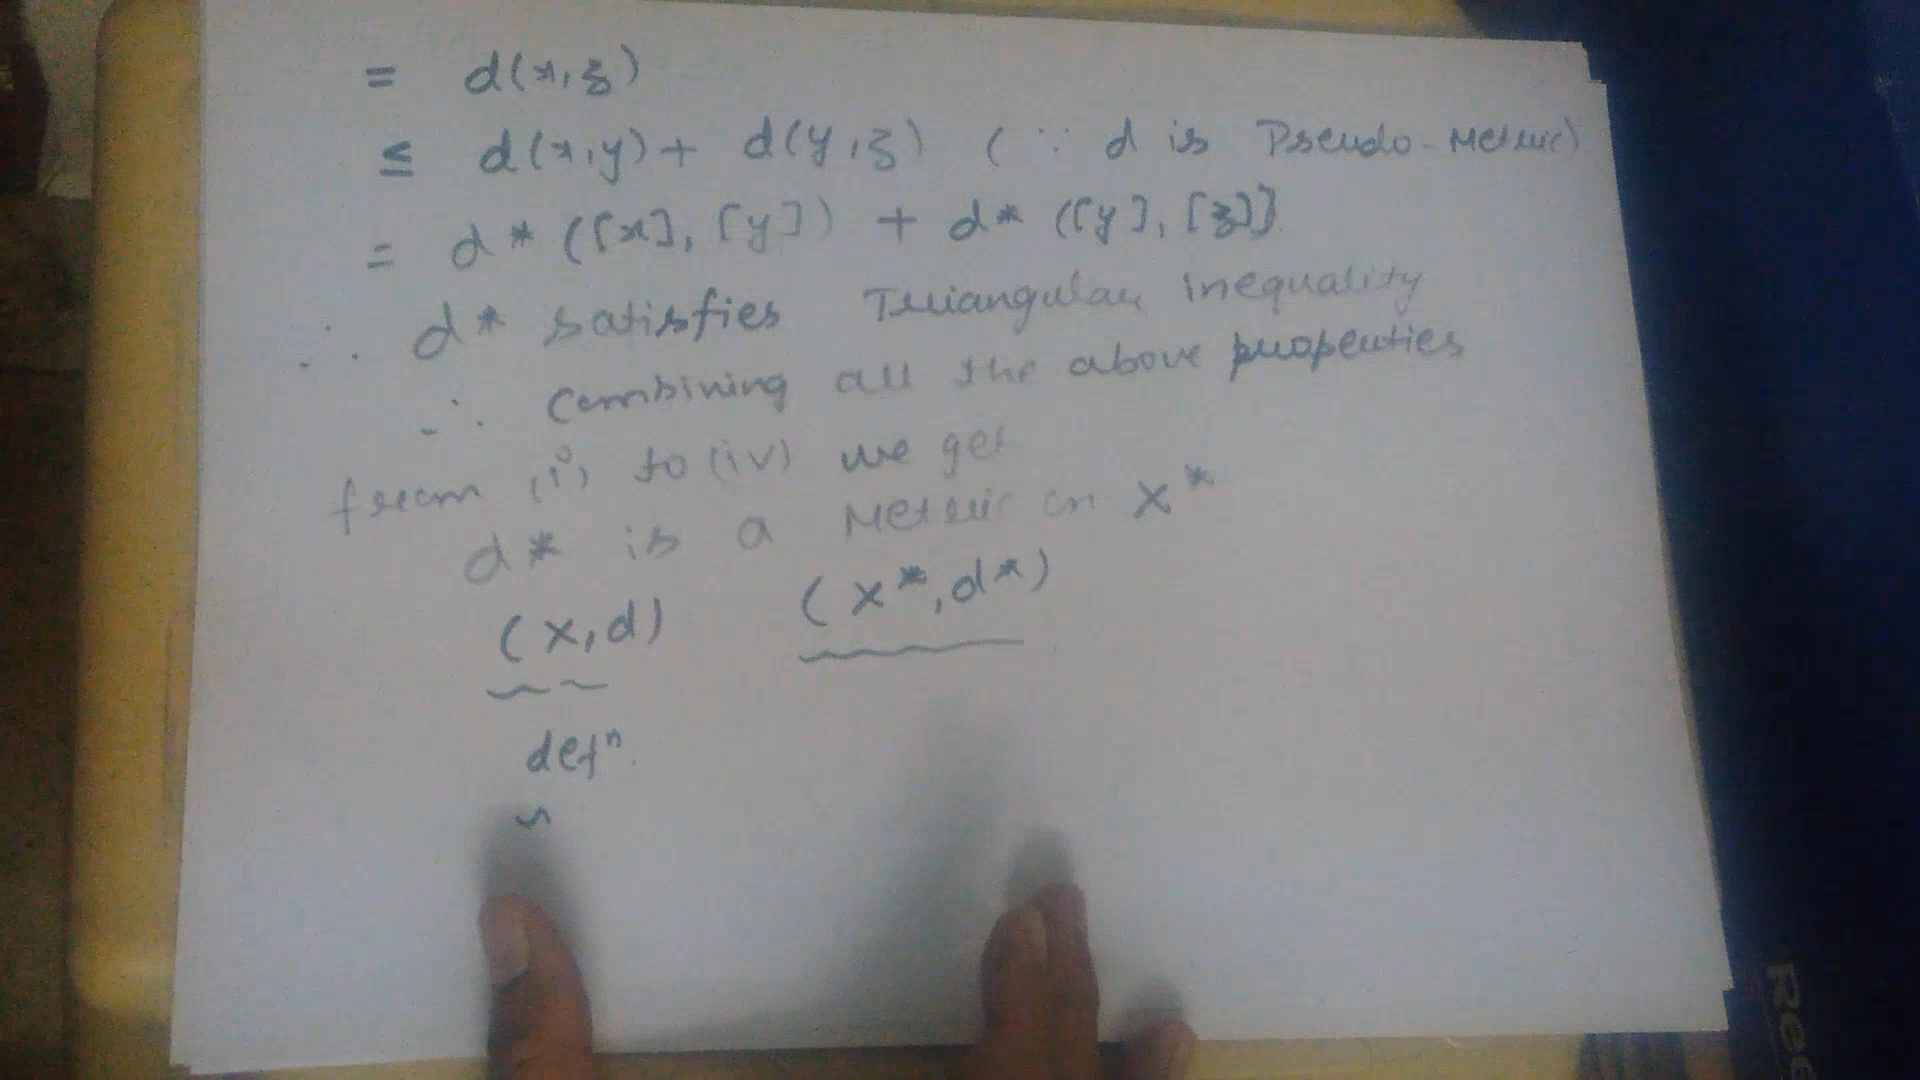 = d(x,z)
≤ d(x,y) + d(y,z) (∵ d is Pseudo-Metric)
= d* ([x], [y]) + d* ([y], [z])
∴ d* satisfies Triangular inequality
∴ Combining all the above properties
from (i) to (iv) we get
d* is a Metric on X*
(X,d) (X*,d*)
defⁿ.
Re